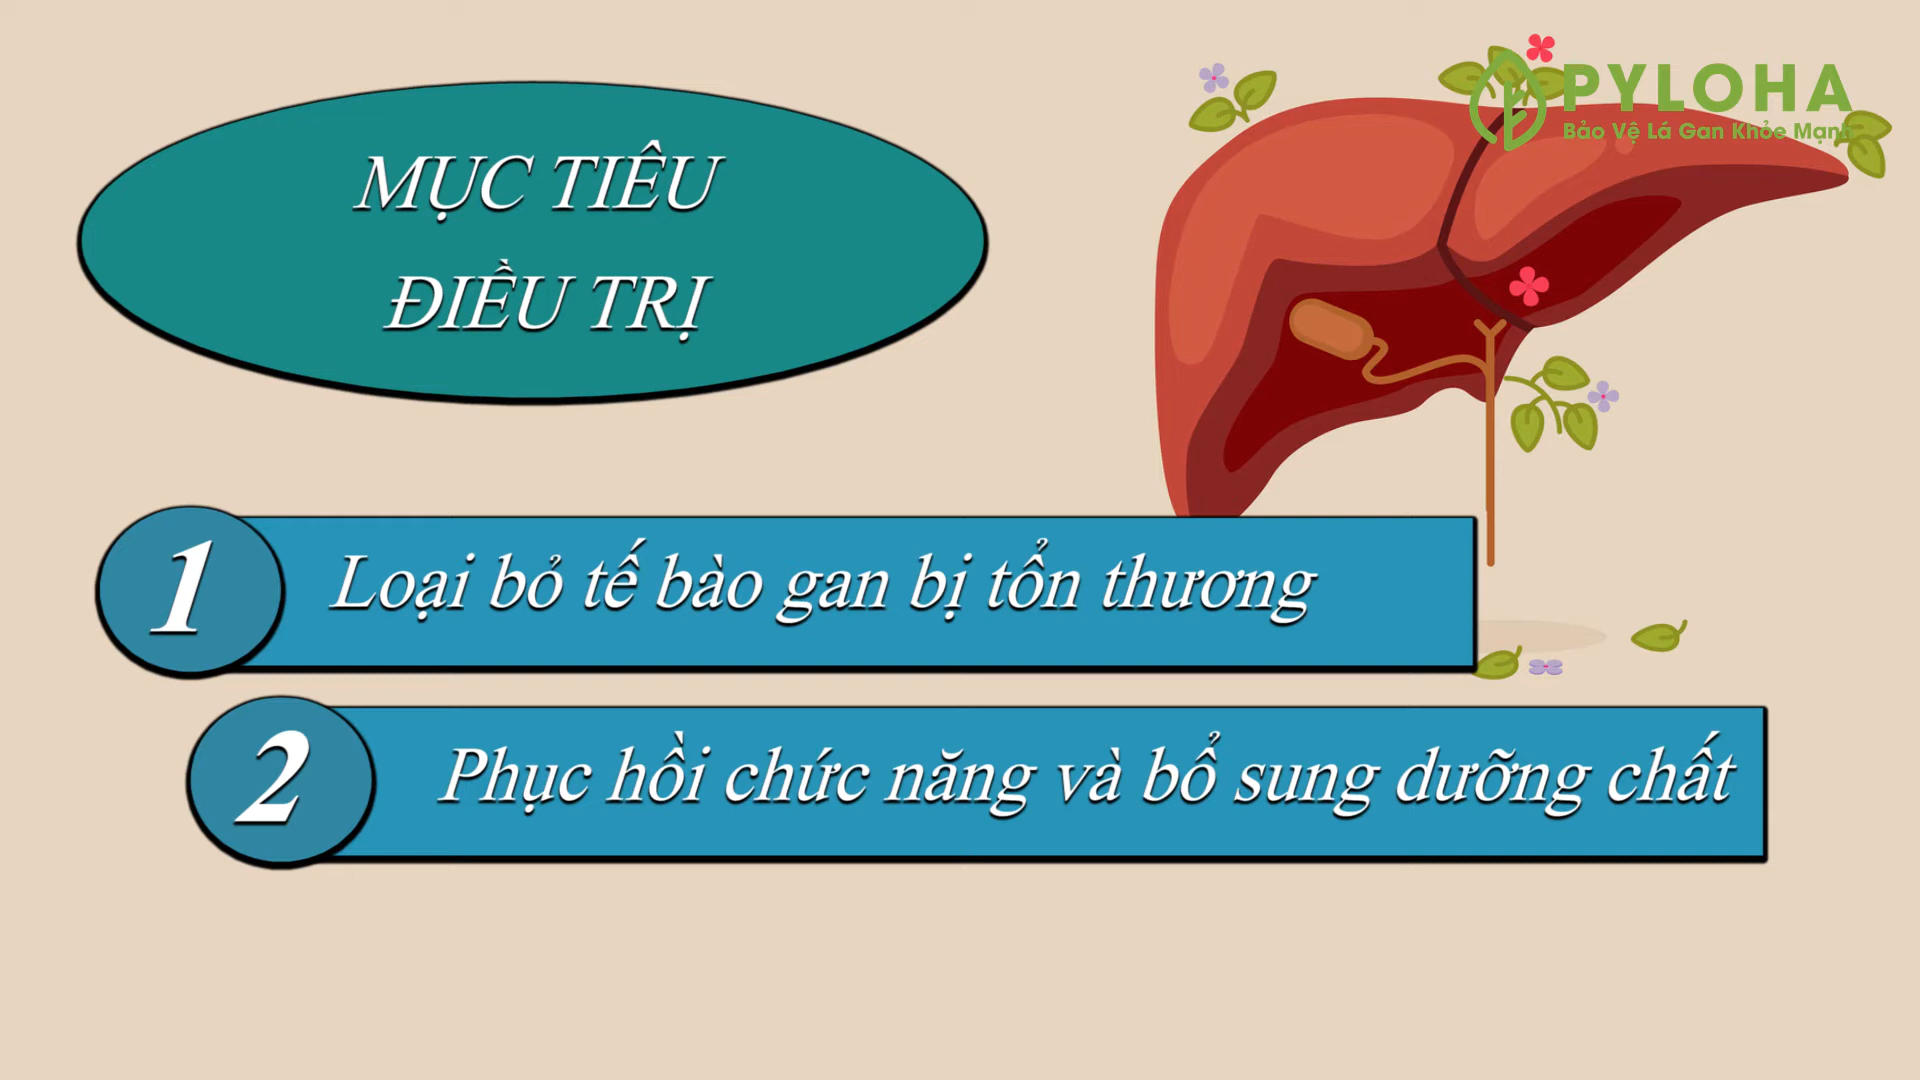 PYLOHA
Bảo Vệ Lá Gan Khỏe Mạnh
MỤC TIÊU
ĐIỀU TRỊ
1 Loại bỏ tế bào gan bị tổn thương
2 Phục hồi chức năng và bổ sung dưỡng chất